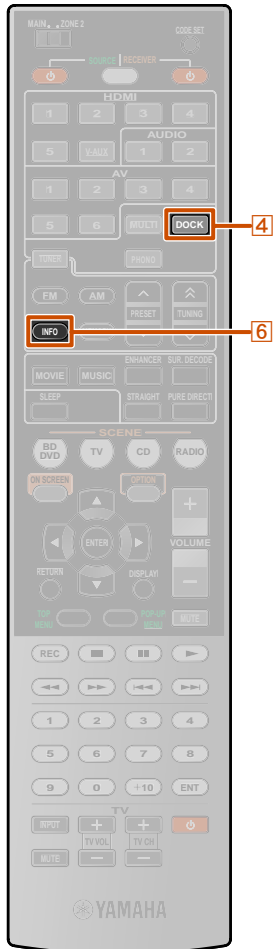 MAIN ZONE 2
CODE SET
SOURCE RECEIVER
HDMI
1 2 3 4
AUDIO
5 V-AUX 1 2
AV
1 2 3 4
5 6 MULTI DOCK 4
TUNER PHONO
FM AM PRESET TUNING
INFO 6
ENHANCER SUR. DECODE
MOVIE MUSIC
SLEEP STRAIGHT PURE DIRECT
SCENE
BD DVD TV CD RADIO
ON SCREEN OPTION
+
ENTER VOLUME
RETURN DISPLAY
−
TOP MENU POP-UP MENU MUTE
REC
1 2 3 4
5 6 7 8
9 0 +10 ENT
TV
INPUT + +
TV VOL TV CH
MUTE − −
YAMAHA